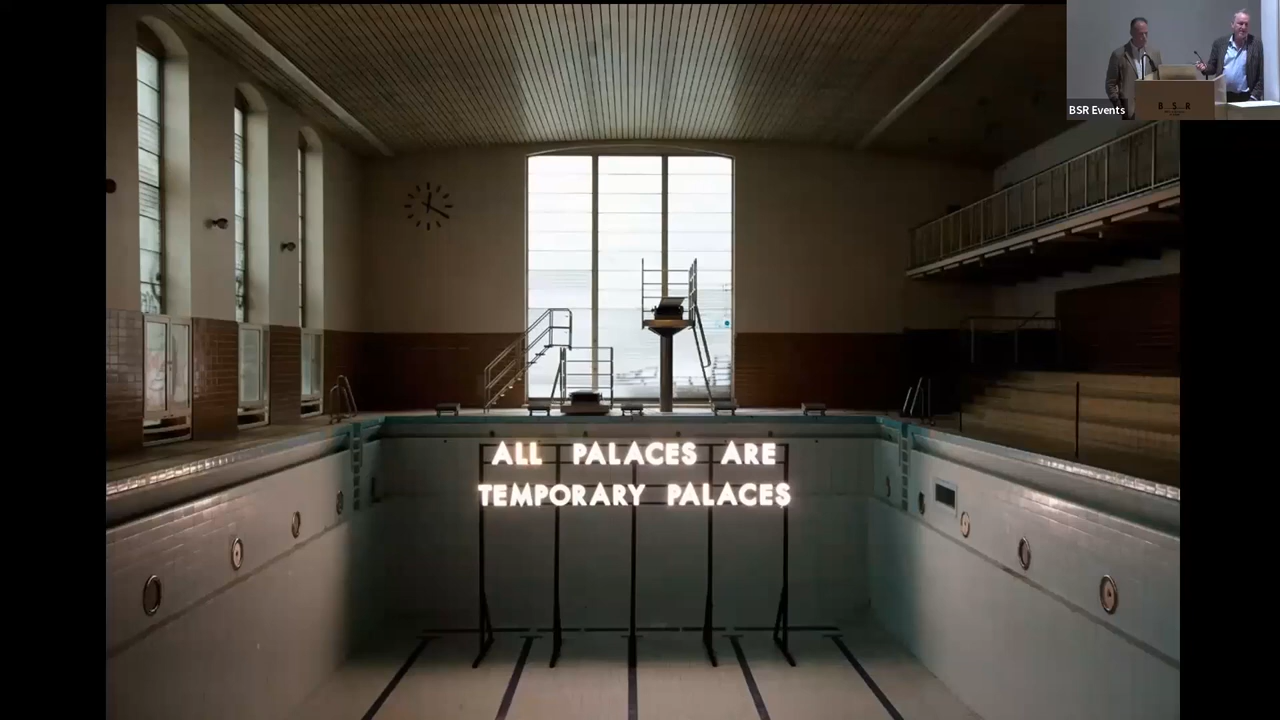 ALL PALACES ARE
TEMPORARY PALACES
BSR Events
B S R